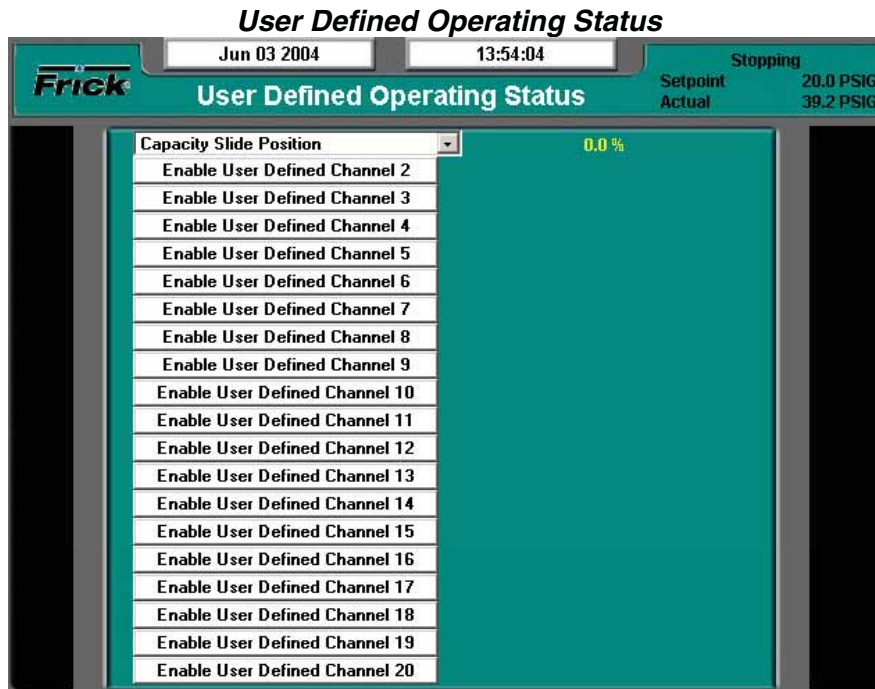 User Defined Operating Status
Jun 03 2004
13:54:04
Stopping
Frick
User Defined Operating Status
Setpoint 20.0 PSIG
Actual 39.2 PSIG
Capacity Slide Position 0.0 %
Enable User Defined Channel 2
Enable User Defined Channel 3
Enable User Defined Channel 4
Enable User Defined Channel 5
Enable User Defined Channel 6
Enable User Defined Channel 7
Enable User Defined Channel 8
Enable User Defined Channel 9
Enable User Defined Channel 10
Enable User Defined Channel 11
Enable User Defined Channel 12
Enable User Defined Channel 13
Enable User Defined Channel 14
Enable User Defined Channel 15
Enable User Defined Channel 16
Enable User Defined Channel 17
Enable User Defined Channel 18
Enable User Defined Channel 19
Enable User Defined Channel 20